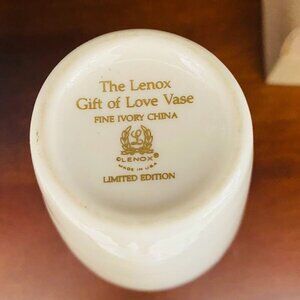 The Lenox
Gift of Love Vase
FINE IVORY CHINA
L
©LENOX®
MADE IN USA
LIMITED EDITION